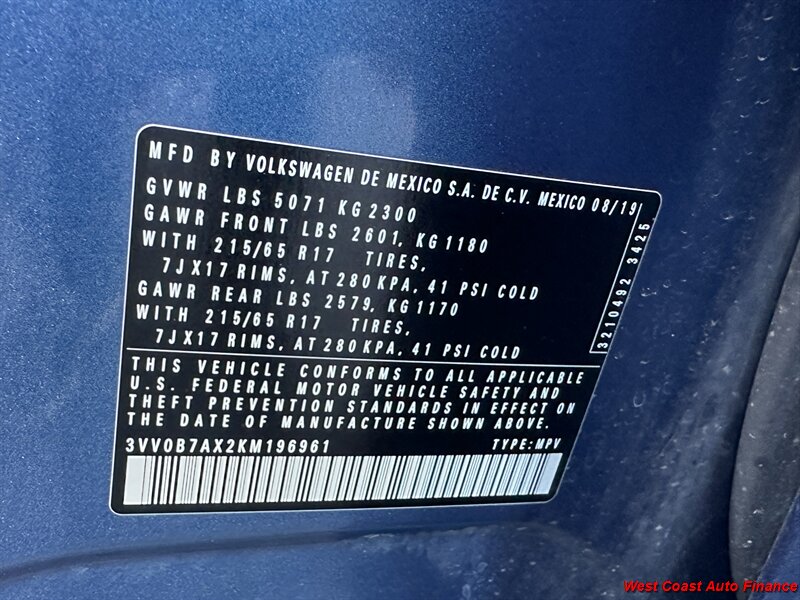 MFD BY VOLKSWAGEN DE MEXICO S.A. DE C.V. MEXICO 08/19
GVWR LBS 5071 KG 2300
GAWR FRONT LBS 2601, KG 1180
WITH 215/65 R17 TIRES,
7JX17 RIMS, AT 280 KPA, 41 PSI COLD
GAWR REAR LBS 2579, KG 1170
WITH 215/65 R17 TIRES,
7JX17 RIMS, AT 280 KPA, 41 PSI COLD
3210492 3425
THIS VEHICLE CONFORMS TO ALL APPLICABLE
U.S. FEDERAL MOTOR VEHICLE SAFETY AND
THEFT PREVENTION STANDARDS IN EFFECT ON
THE DATE OF MANUFACTURE SHOWN ABOVE.
3VV0B7AX2KM196961 TYPE: MPV
West Coast Auto Finance